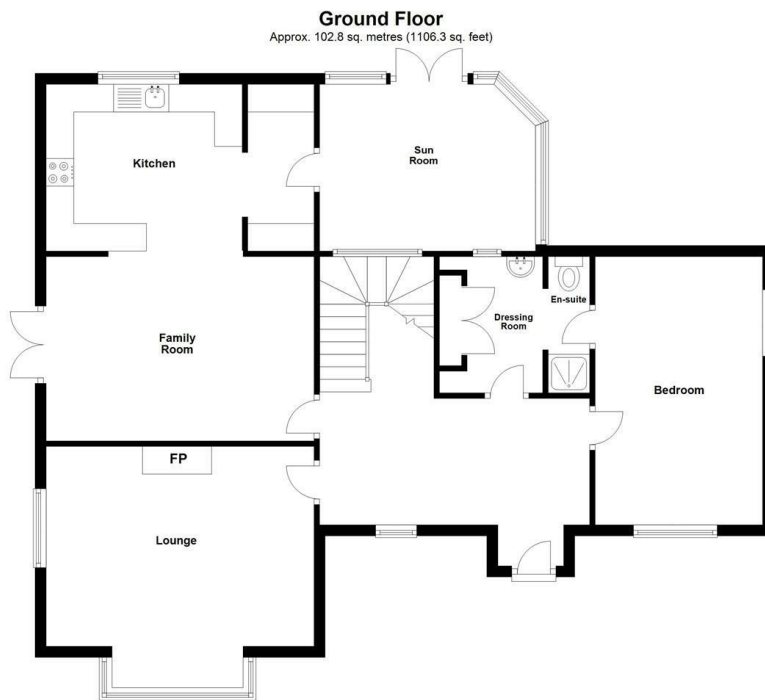 Ground Floor
Approx. 102.8 sq. metres (1106.3 sq. feet)
Kitchen
Sun
Room
En-suite
Dressing
Room
Family
Room
Bedroom
FP
Lounge